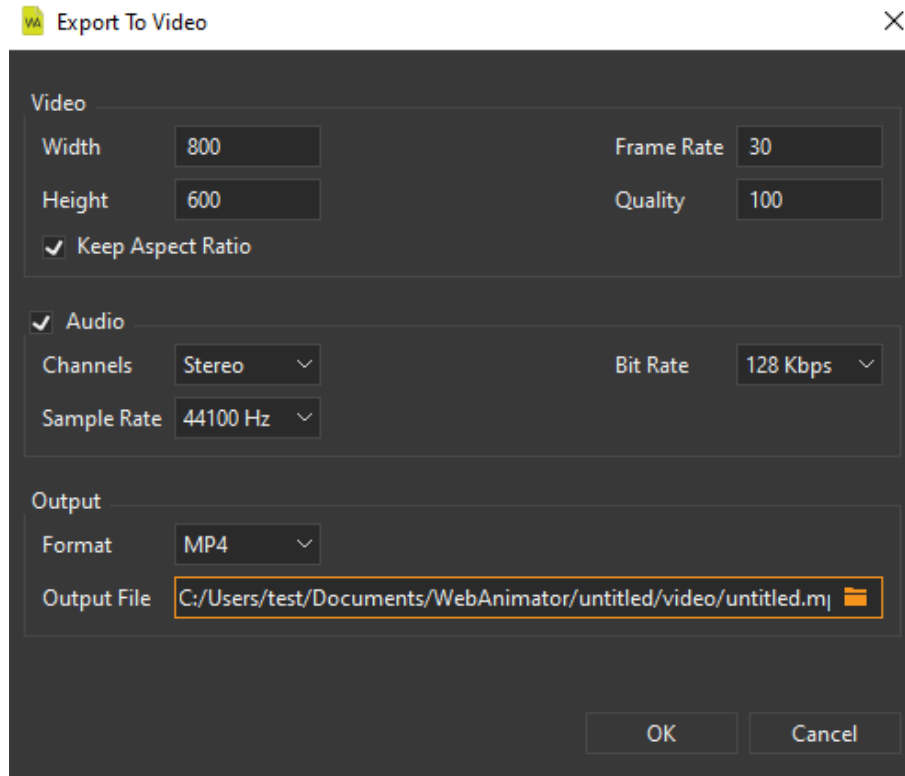 WA Export To Video
Video
Width 800 Frame Rate 30
Height 600 Quality 100
Keep Aspect Ratio
Audio
Channels Stereo Bit Rate 128 Kbps
Sample Rate 44100 Hz
Output
Format MP4
Output File C:/Users/test/Documents/WebAnimator/untitled/video/untitled.mp
OK Cancel